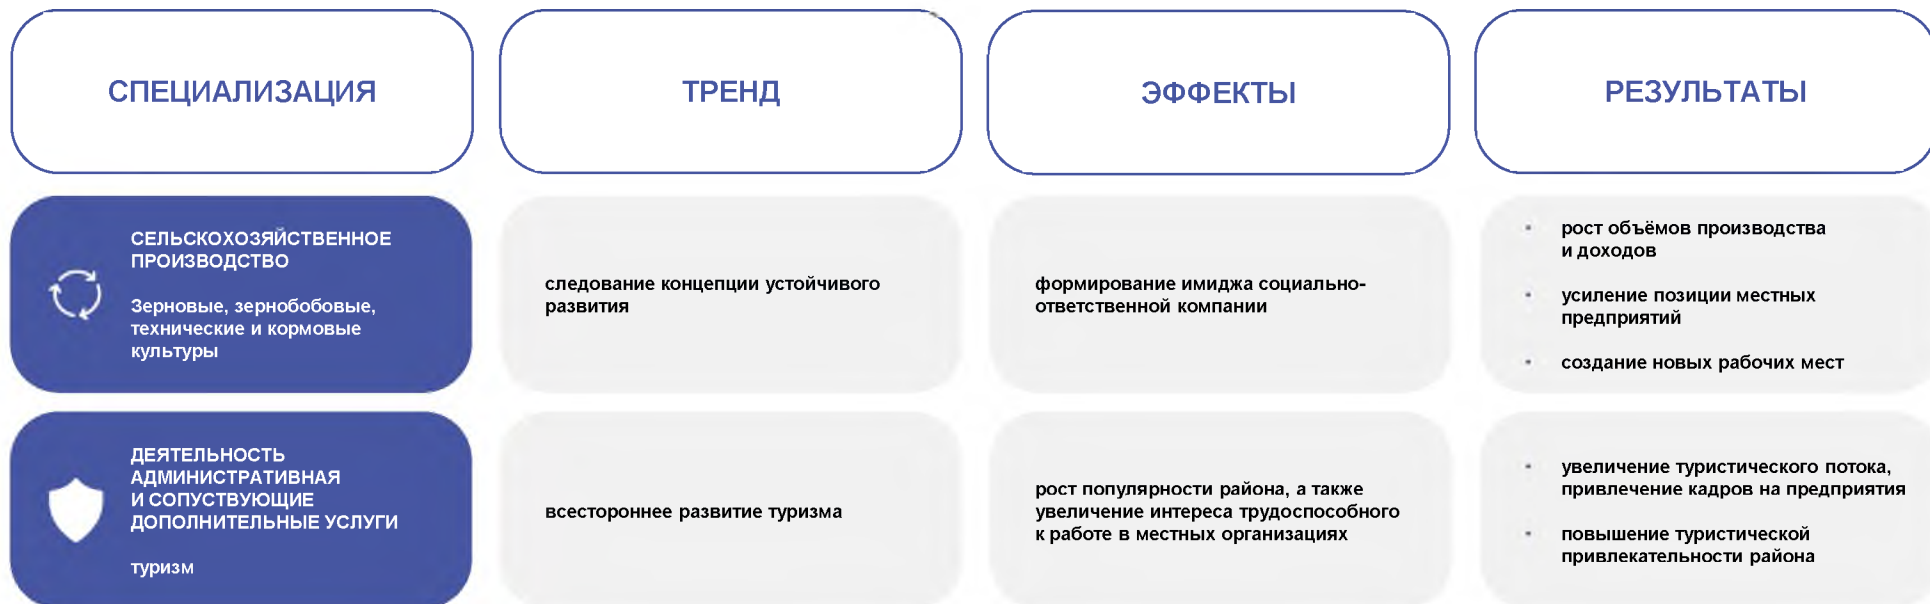 СПЕЦИАЛИЗАЦИЯ
ТРЕНД
ЭФФЕКТЫ
РЕЗУЛЬТАТЫ
СЕЛЬСКОХОЗЯЙСТВЕННОЕ
ПРОИЗВОДСТВО
Зерновые, зернобобовые,
технические и кормовые
культуры
следование концепции устойчивого
развития
формирование имиджа социально-
ответственной компании
• рост объёмов производства
и доходов
• усиление позиции местных
предприятий
• создание новых рабочих мест
ДЕЯТЕЛЬНОСТЬ
АДМИНИСТРАТИВНАЯ
И СОПУСТВУЮЩИЕ
ДОПОЛНИТЕЛЬНЫЕ УСЛУГИ
туризм
всестороннее развитие туризма
рост популярности района, а также
увеличение интереса трудоспособного
к работе в местных организациях
• увеличение туристического потока,
привлечение кадров на предприятия
• повышение туристической
привлекательности района